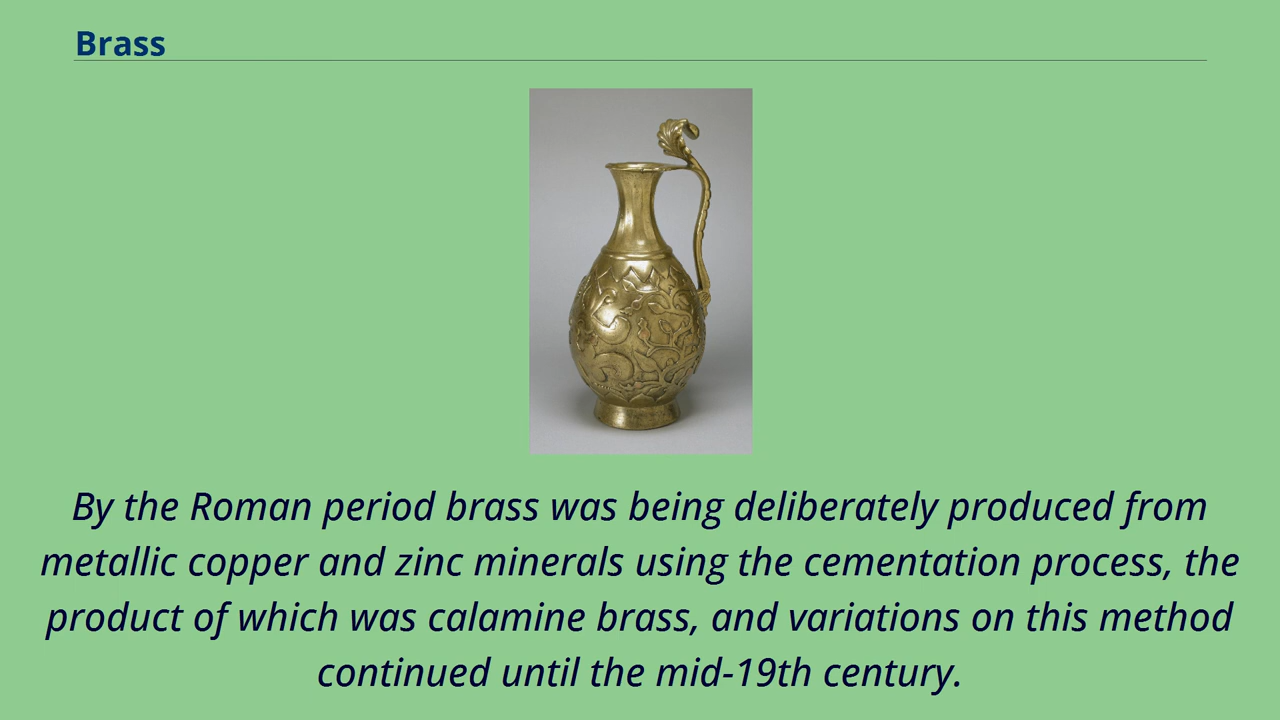 Brass
By the Roman period brass was being deliberately produced from
metallic copper and zinc minerals using the cementation process, the
product of which was calamine brass, and variations on this method
continued until the mid-19th century.